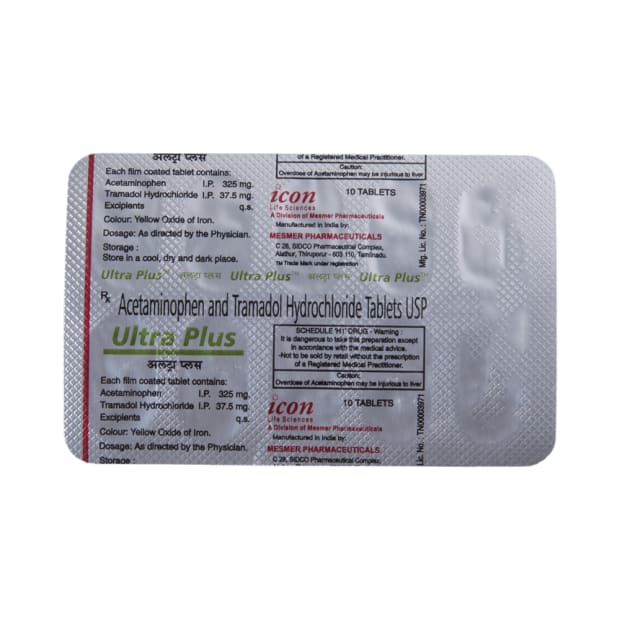 अलट्रा प्लस
Each film coated tablet contains:
Acetaminophen I.P. 325 mg.
Tramadol Hydrochloride I.P. 37.5 mg.
Excipients q.s.
Colour: Yellow Oxide of Iron.
Dosage: As directed by the Physician.
Storage :
Store in a cool, dry and dark place.
of a Registered Medical Practitioner.
Caution:
Overdose of Acetaminophen may be injurious to liver
icon
Life Sciences
10 TABLETS
A Division of Mesmer Pharmaceuticals
Manufactured in India by:
MESMER PHARMACEUTICALS
C 28, SIDCO Pharmaceutical Complex,
Alathur, Thiruporur - 603 110, Tamilnadu.
TM Trade Mark under registration
Mfg. Lic. No. : TN00003971
Ultra Plus™ अलट्रा प्लस Ultra Plus™ अलट्रा प्लस Ultra Plus™
Rx Acetaminophen and Tramadol Hydrochloride Tablets USP
Ultra Plus
अलट्रा प्लस
Each film coated tablet contains:
Acetaminophen I.P. 325 mg.
Tramadol Hydrochloride I.P. 37.5 mg.
Excipients q.s.
Colour: Yellow Oxide of Iron.
Dosage: As directed by the Physician.
Storage :
SCHEDULE 'H1' DRUG - Warning :
It is dangerous to take this preparation except
in accordance with the medical advice.
-Not to be sold by retail without the prescription
of a Registered Medical Practitioner.
Caution:
Overdose of Acetaminophen may be injurious to liver
icon
Life Sciences
10 TABLETS
A Division of Mesmer Pharmaceuticals
Manufactured in India by:
MESMER PHARMACEUTICALS
C 28, SIDCO Pharmaceutical Complex,
Lic. No. : TN00003971